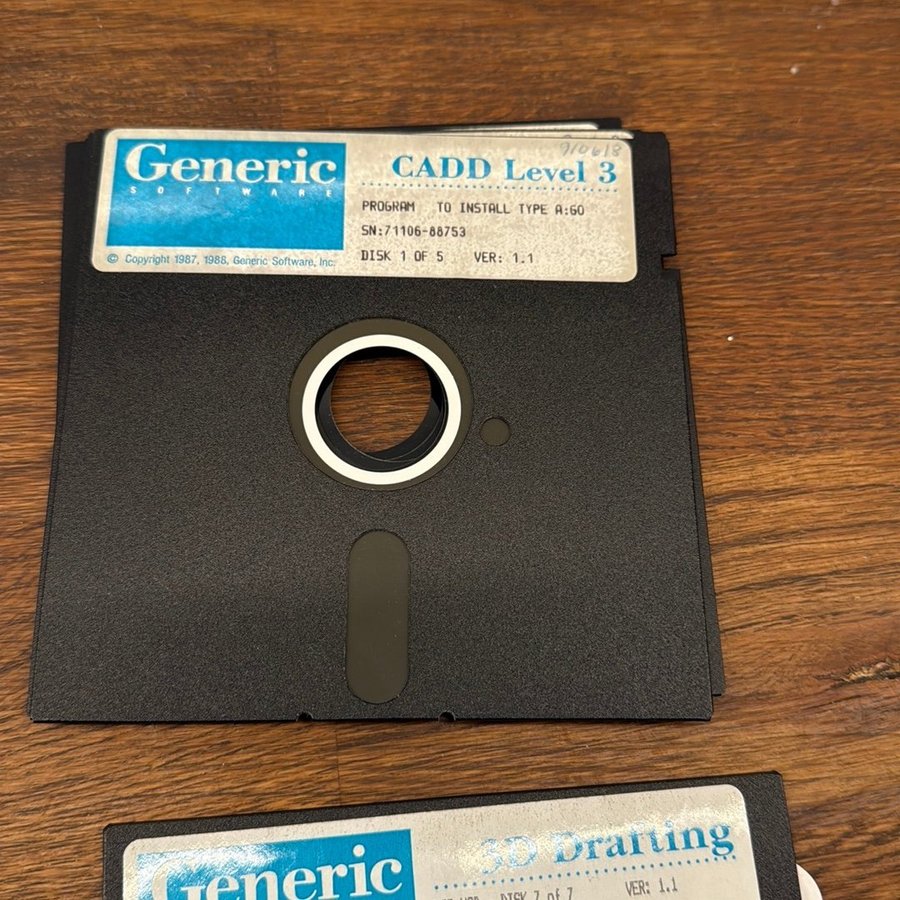 Generic
SOFTWARE
© Copyright 1987, 1988, Generic Software, Inc.
910618
CADD Level 3
PROGRAM TO INSTALL TYPE A:GO
SN:71106-88753
DISK 1 OF 5 VER: 1.1
Generic
3D Drafting
DISK 7 of 7 VER: 1.1